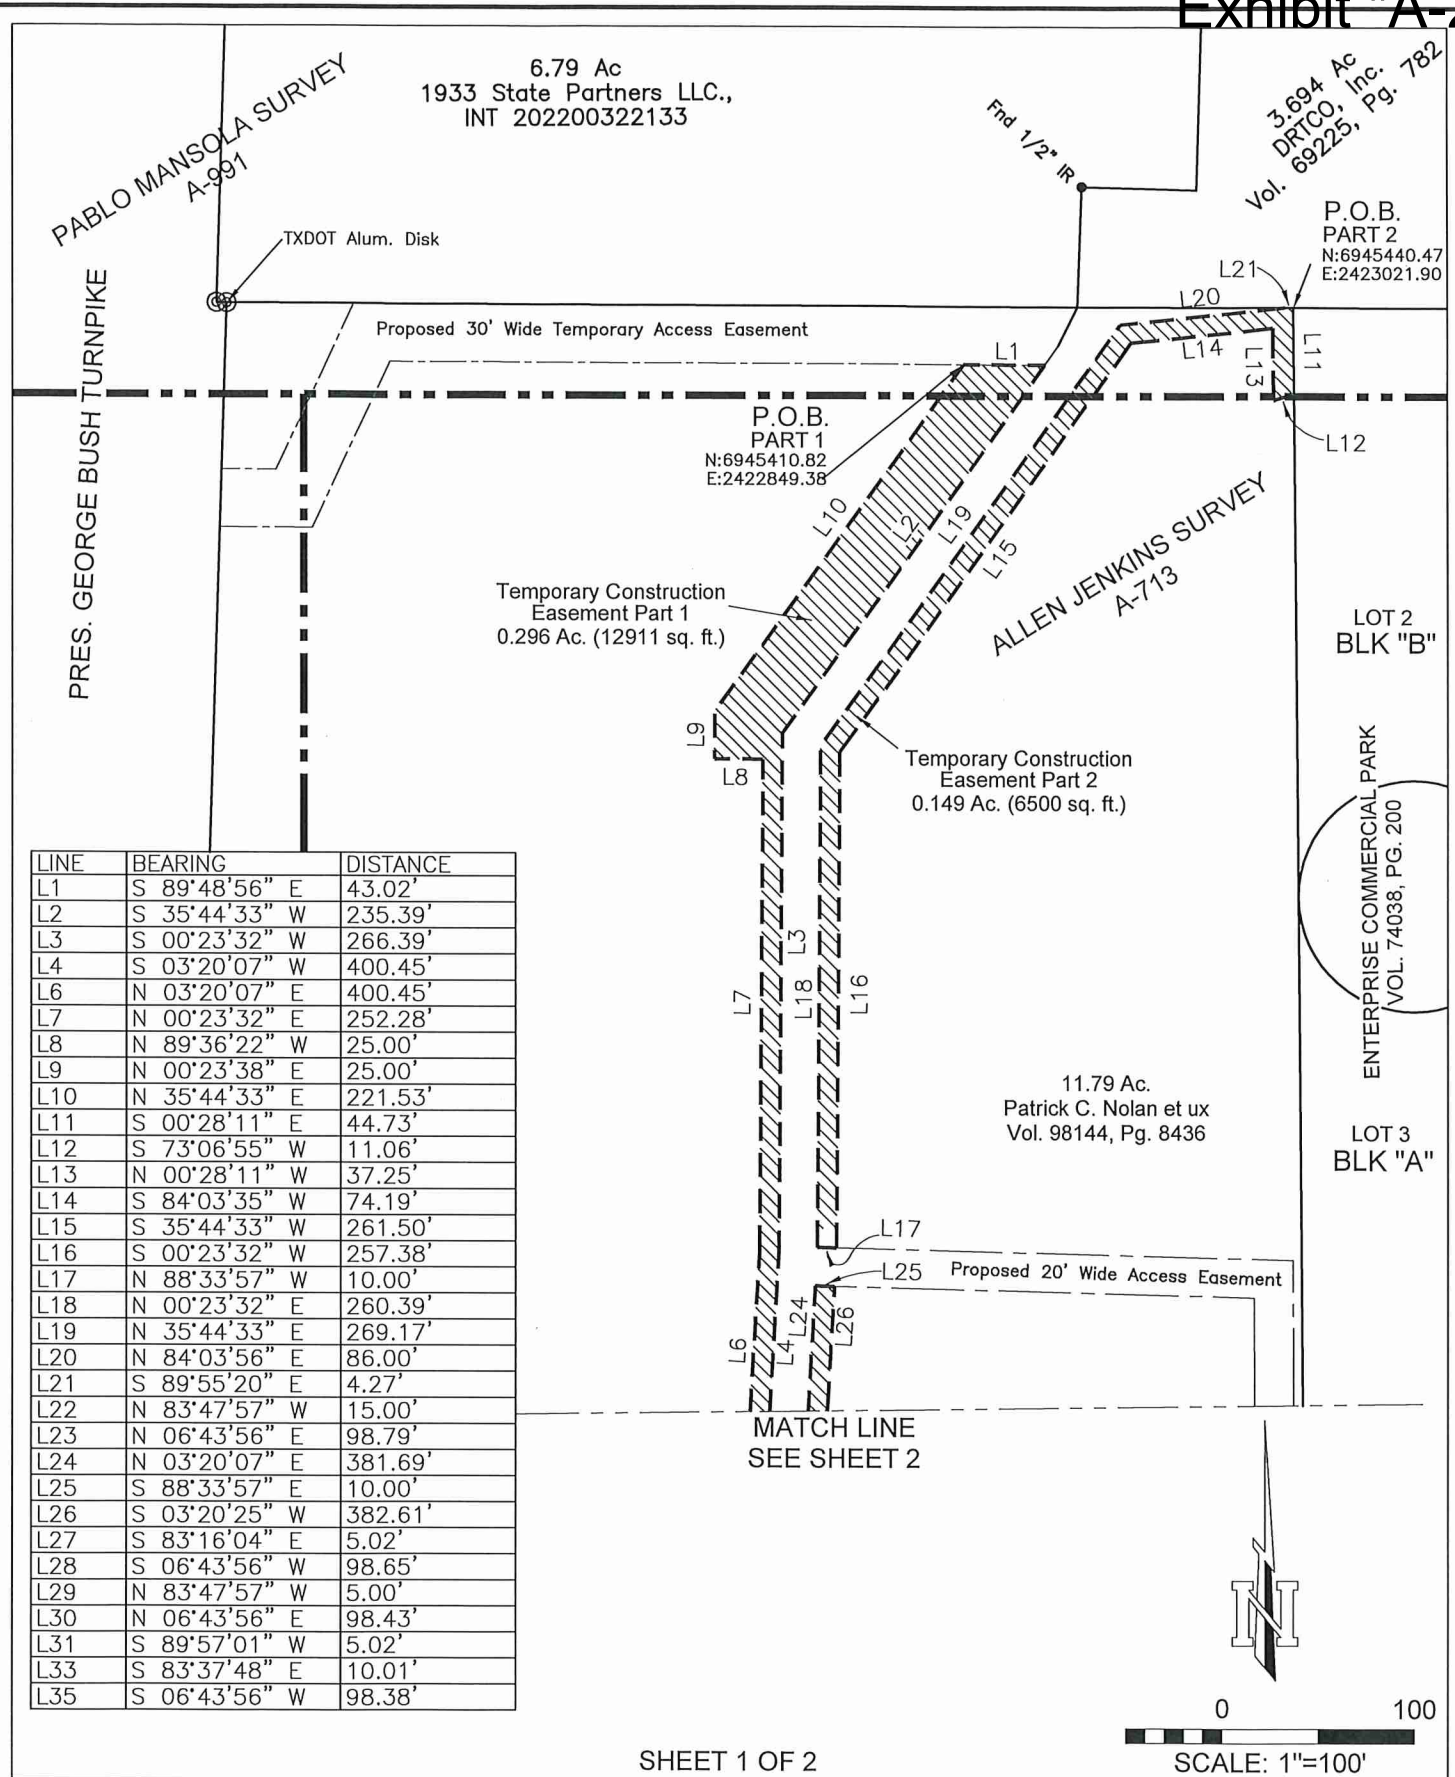 Exhibit "A-2
6.79 Ac
1933 State Partners LLC.,
INT 202200322133
PABLO MANSOLA SURVEY
A-991
Fnd 1/2" IR
3.694 Ac
DRTCO, Inc.
Vol. 69225, Pg. 782
TXDOT Alum. Disk
P.O.B.
PART 2
N:6945440.47
E:2423021.90
L21
L20
Proposed 30' Wide Temporary Access Easement
L1
L14
L13
L11
PRES. GEORGE BUSH TURNPIKE
P.O.B.
PART 1
N:6945410.82
E:2422849.38
L12
L10
L2
L19
L15
ALLEN JENKINS SURVEY
A-713
Temporary Construction
Easement Part 1
0.296 Ac. (12911 sq. ft.)
LOT 2
BLK "B"
L9
L8
Temporary Construction
Easement Part 2
0.149 Ac. (6500 sq. ft.)
ENTERPRISE COMMERCIAL PARK
VOL. 74038, PG. 200
L3
L7
L18
L16
11.79 Ac.
Patrick C. Nolan et ux
Vol. 98144, Pg. 8436
LOT 3
BLK "A"
L17
L25
Proposed 20' Wide Access Easement
L24
L26
L6
L4
MATCH LINE
SEE SHEET 2
LINE BEARING DISTANCE
L1 S 89°48'56" E 43.02'
L2 S 35°44'33" W 235.39'
L3 S 00°23'32" W 266.39'
L4 S 03°20'07" W 400.45'
L6 N 03°20'07" E 400.45'
L7 N 00°23'32" E 252.28'
L8 N 89°36'22" W 25.00'
L9 N 00°23'38" E 25.00'
L10 N 35°44'33" E 221.53'
L11 S 00°28'11" E 44.73'
L12 S 73°06'55" W 11.06'
L13 N 00°28'11" W 37.25'
L14 S 84°03'35" W 74.19'
L15 S 35°44'33" W 261.50'
L16 S 00°23'32" W 257.38'
L17 N 88°33'57" W 10.00'
L18 N 00°23'32" E 260.39'
L19 N 35°44'33" E 269.17'
L20 N 84°03'56" E 86.00'
L21 S 89°55'20" E 4.27'
L22 N 83°47'57" W 15.00'
L23 N 06°43'56" E 98.79'
L24 N 03°20'07" E 381.69'
L25 S 88°33'57" E 10.00'
L26 S 03°20'25" W 382.61'
L27 S 83°16'04" E 5.02'
L28 S 06°43'56" W 98.65'
L29 N 83°47'57" W 5.00'
L30 N 06°43'56" E 98.43'
L31 S 89°57'01" W 5.02'
L33 S 83°37'48" E 10.01'
L35 S 06°43'56" W 98.38'
N
0 100
SCALE: 1"=100'
SHEET 1 OF 2